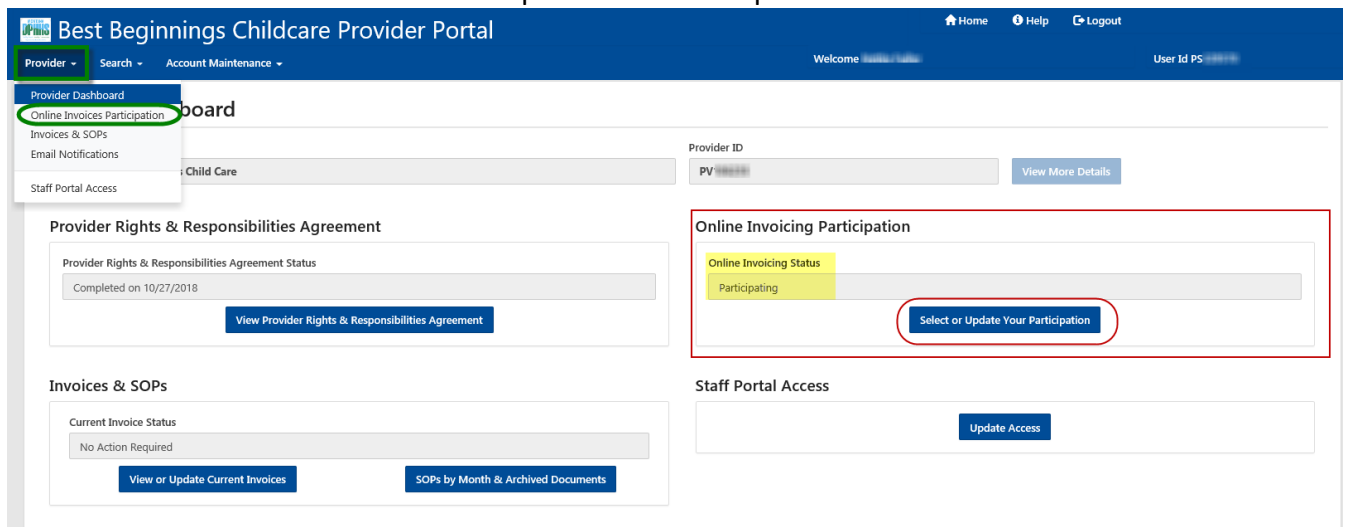 Best Beginnings Childcare Provider Portal
Home Help Logout
Provider Search Account Maintenance
Welcome
User Id PS
Provider Dashboard
Online Invoices Participation
Invoices & SOPs
Email Notifications
Staff Portal Access
board
Child Care
Provider ID
PV
View More Details
Provider Rights & Responsibilities Agreement
Provider Rights & Responsibilities Agreement Status
Completed on 10/27/2018
View Provider Rights & Responsibilities Agreement
Online Invoicing Participation
Online Invoicing Status
Participating
Select or Update Your Participation
Invoices & SOPs
Current Invoice Status
No Action Required
View or Update Current Invoices
SOPs by Month & Archived Documents
Staff Portal Access
Update Access